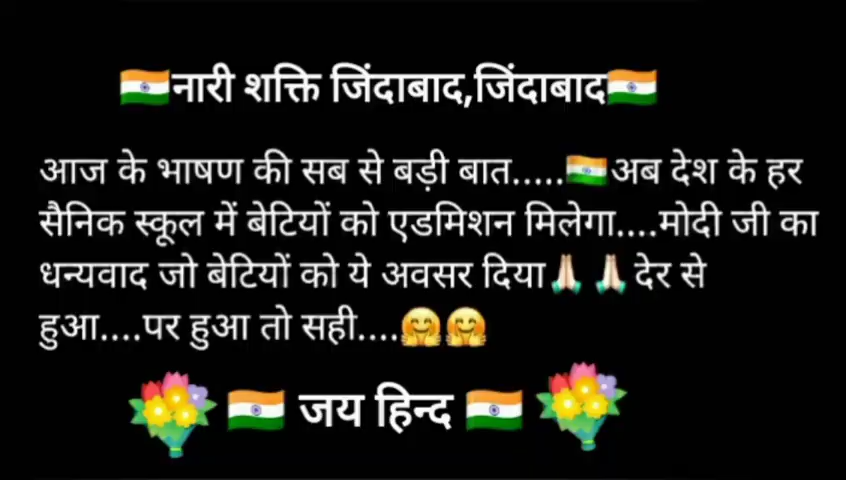 🇮🇳नारी शक्ति जिंदाबाद,जिंदाबाद🇮🇳
आज के भाषण की सब से बड़ी बात.....🇮🇳अब देश के हर
सैनिक स्कूल में बेटियों को एडमिशन मिलेगा....मोदी जी का
धन्यवाद जो बेटियों को ये अवसर दिया🙏🏻🙏🏻देर से
हुआ....पर हुआ तो सही....🤗🤗
💐🇮🇳 जय हिन्द 🇮🇳💐